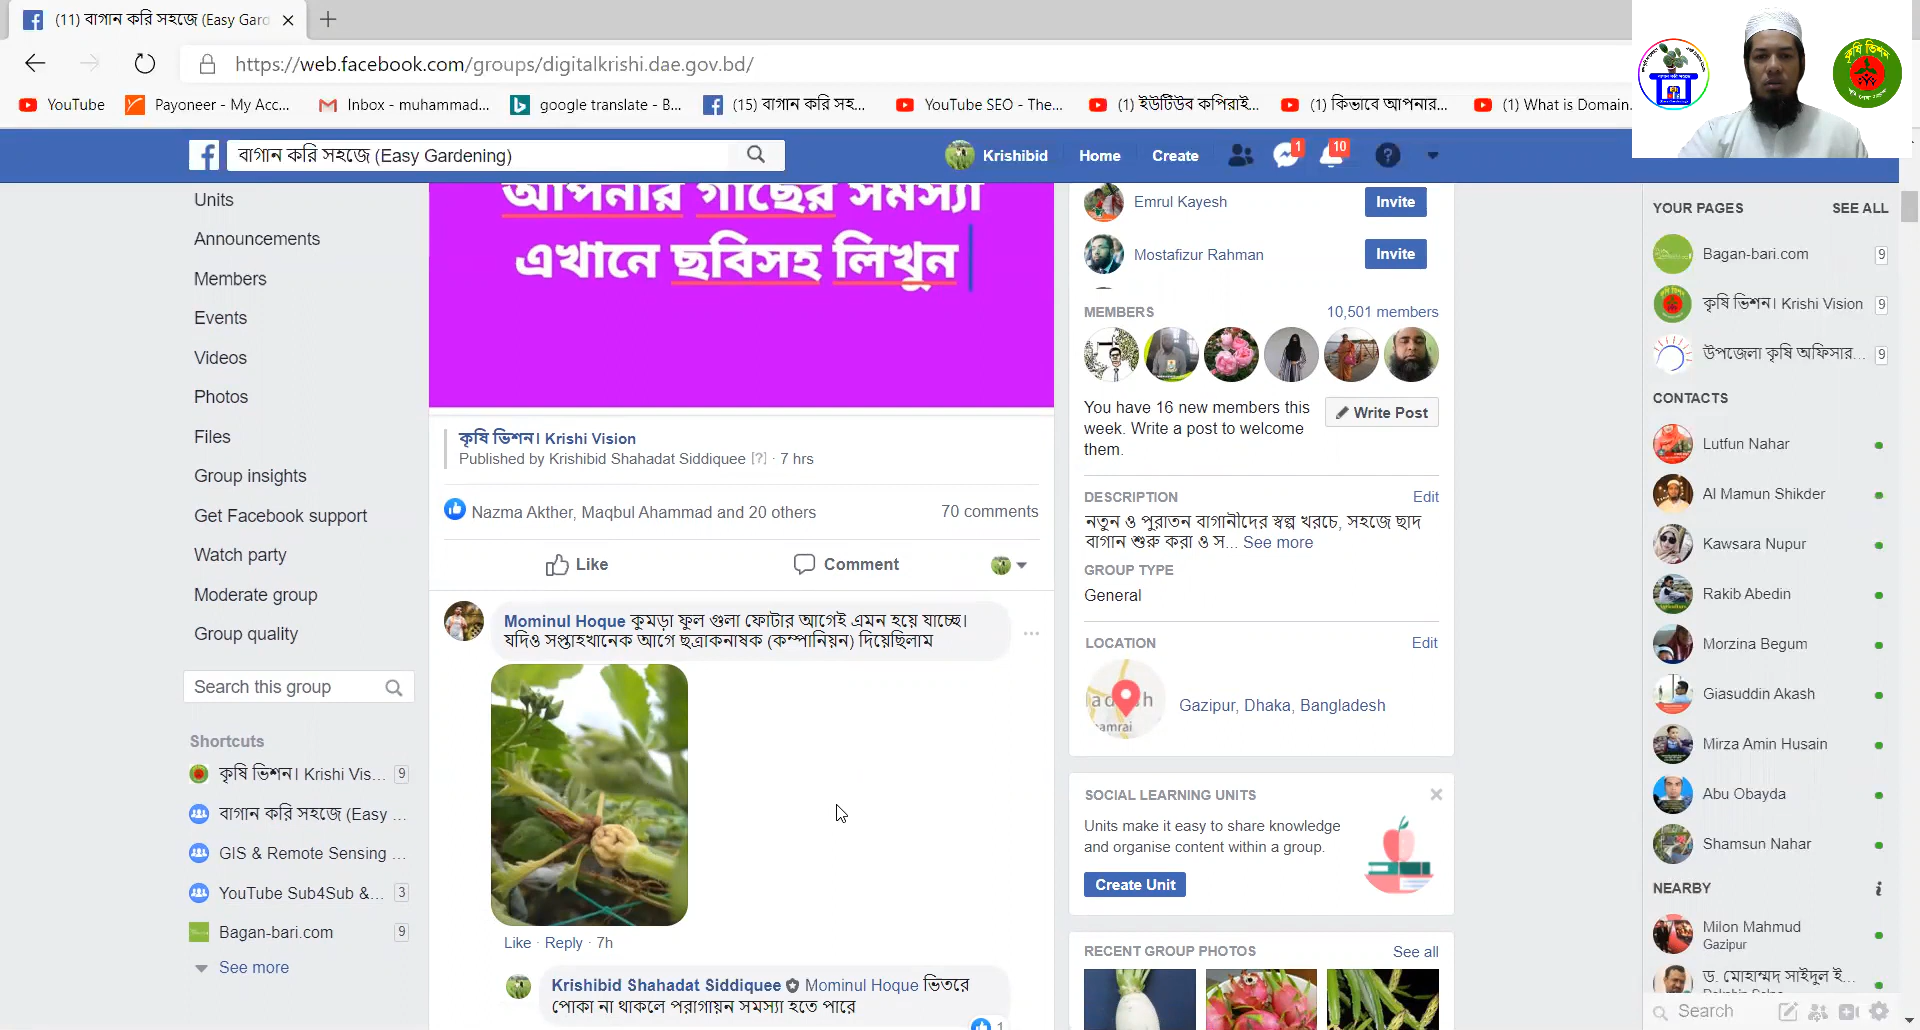 (11) বাগান করি সহজে (Easy Gard
https://web.facebook.com/groups/digitalkrishi.dae.gov.bd/
YouTube
Payoneer - My Acc...
Inbox - muhammad...
google translate - B...
(15) বাগান করি সহ...
YouTube SEO - The...
(1) ইউটিউব কপিরাই...
(1) কিভাবে আপনার...
(1) What is Domain.
কৃষি ভিশন
বাগান করি সহজে (Easy Gardening)
Krishibid
Home
Create
1
10
Units
Announcements
Members
Events
Videos
Photos
Files
Group insights
Get Facebook support
Watch party
Moderate group
Group quality
Search this group
Shortcuts
কৃষি ভিশন। Krishi Vis... 9
বাগান করি সহজে (Easy ...
GIS & Remote Sensing ...
YouTube Sub4Sub &... 3
Bagan-bari.com 9
See more
আপনার গাছের সমস্যা
এখানে ছবিসহ লিখুন
কৃষি ভিশন। Krishi Vision
Published by Krishibid Shahadat Siddiquee [?] · 7 hrs
Nazma Akther, Maqbul Ahammad and 20 others
70 comments
Like
Comment
Mominul Hoque কুমড়া ফুল গুলা ফোটার আগেই এমন হয়ে যাচ্ছে।
যদিও সপ্তাহখানেক আগে ছত্রাকনাষক (কম্পানিয়ন) দিয়েছিলাম
Like · Reply · 7h
Krishibid Shahadat Siddiquee Mominul Hoque ভিতরে
পোকা না থাকলে পরাগায়ন সমস্যা হতে পারে
1
Emrul Kayesh
Invite
Mostafizur Rahman
Invite
MEMBERS
10,501 members
You have 16 new members this
week. Write a post to welcome
them.
Write Post
DESCRIPTION
Edit
নতুন ও পুরাতন বাগানীদের স্বল্প খরচে, সহজে ছাদ
বাগান শুরু করা ও স... See more
GROUP TYPE
General
LOCATION
Edit
Gazipur, Dhaka, Bangladesh
SOCIAL LEARNING UNITS
Units make it easy to share knowledge
and organise content within a group.
Create Unit
RECENT GROUP PHOTOS
See all
YOUR PAGES
SEE ALL
Bagan-bari.com 9
কৃষি ভিশন। Krishi Vision 9
উপজেলা কৃষি অফিসার... 9
CONTACTS
Lutfun Nahar
Al Mamun Shikder
Kawsara Nupur
Rakib Abedin
Morzina Begum
Giasuddin Akash
Mirza Amin Husain
Abu Obayda
Shamsun Nahar
NEARBY
Milon Mahmud
Gazipur
ড. মোহাম্মদ সাইদুল ই...
Search